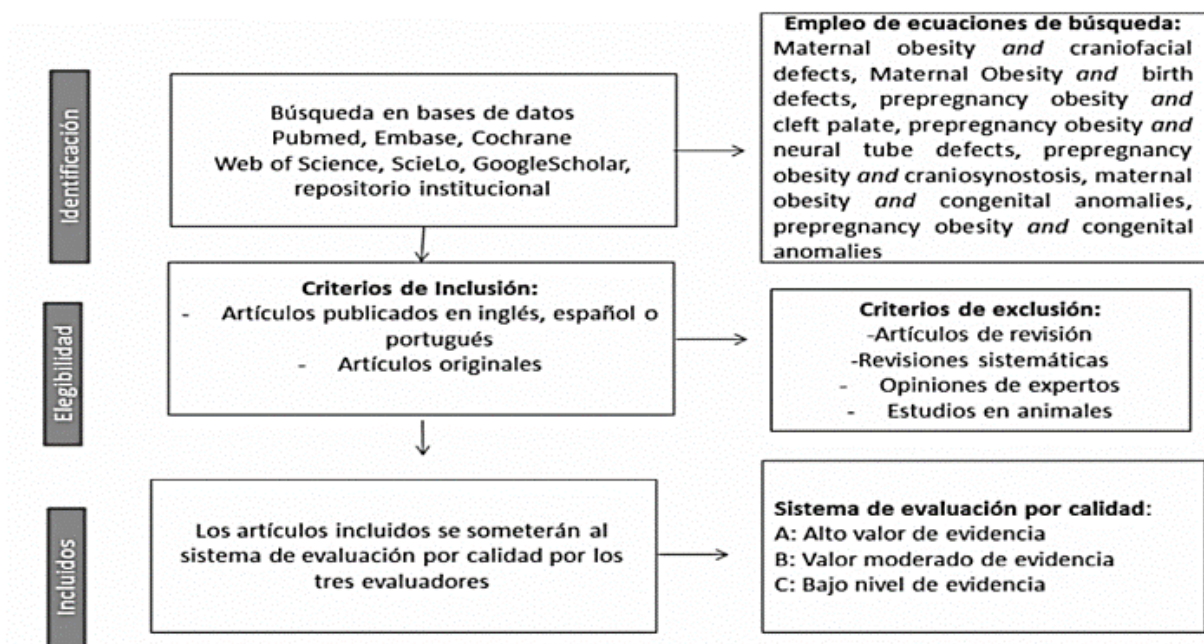 Identificación
Búsqueda en bases de datos
Pubmed, Embase, Cochrane
Web of Science, ScieLo, GoogleScholar,
repositorio institucional
Empleo de ecuaciones de búsqueda:
Maternal obesity and craniofacial
defects, Maternal Obesity and birth
defects, prepregnancy obesity and
cleft palate, prepregnancy obesity and
neural tube defects, prepregnancy
obesity and craniosynostosis, maternal
obesity and congenital anomalies,
prepregnancy obesity and congenital
anomalies
Elegibilidad
Criterios de Inclusión:
- Artículos publicados en inglés, español o
portugués
- Artículos originales
Criterios de exclusión:
-Artículos de revisión
-Revisiones sistemáticas
- Opiniones de expertos
- Estudios en animales
Incluidos
Los artículos incluidos se someterán al
sistema de evaluación por calidad por los
tres evaluadores
Sistema de evaluación por calidad:
A: Alto valor de evidencia
B: Valor moderado de evidencia
C: Bajo nivel de evidencia